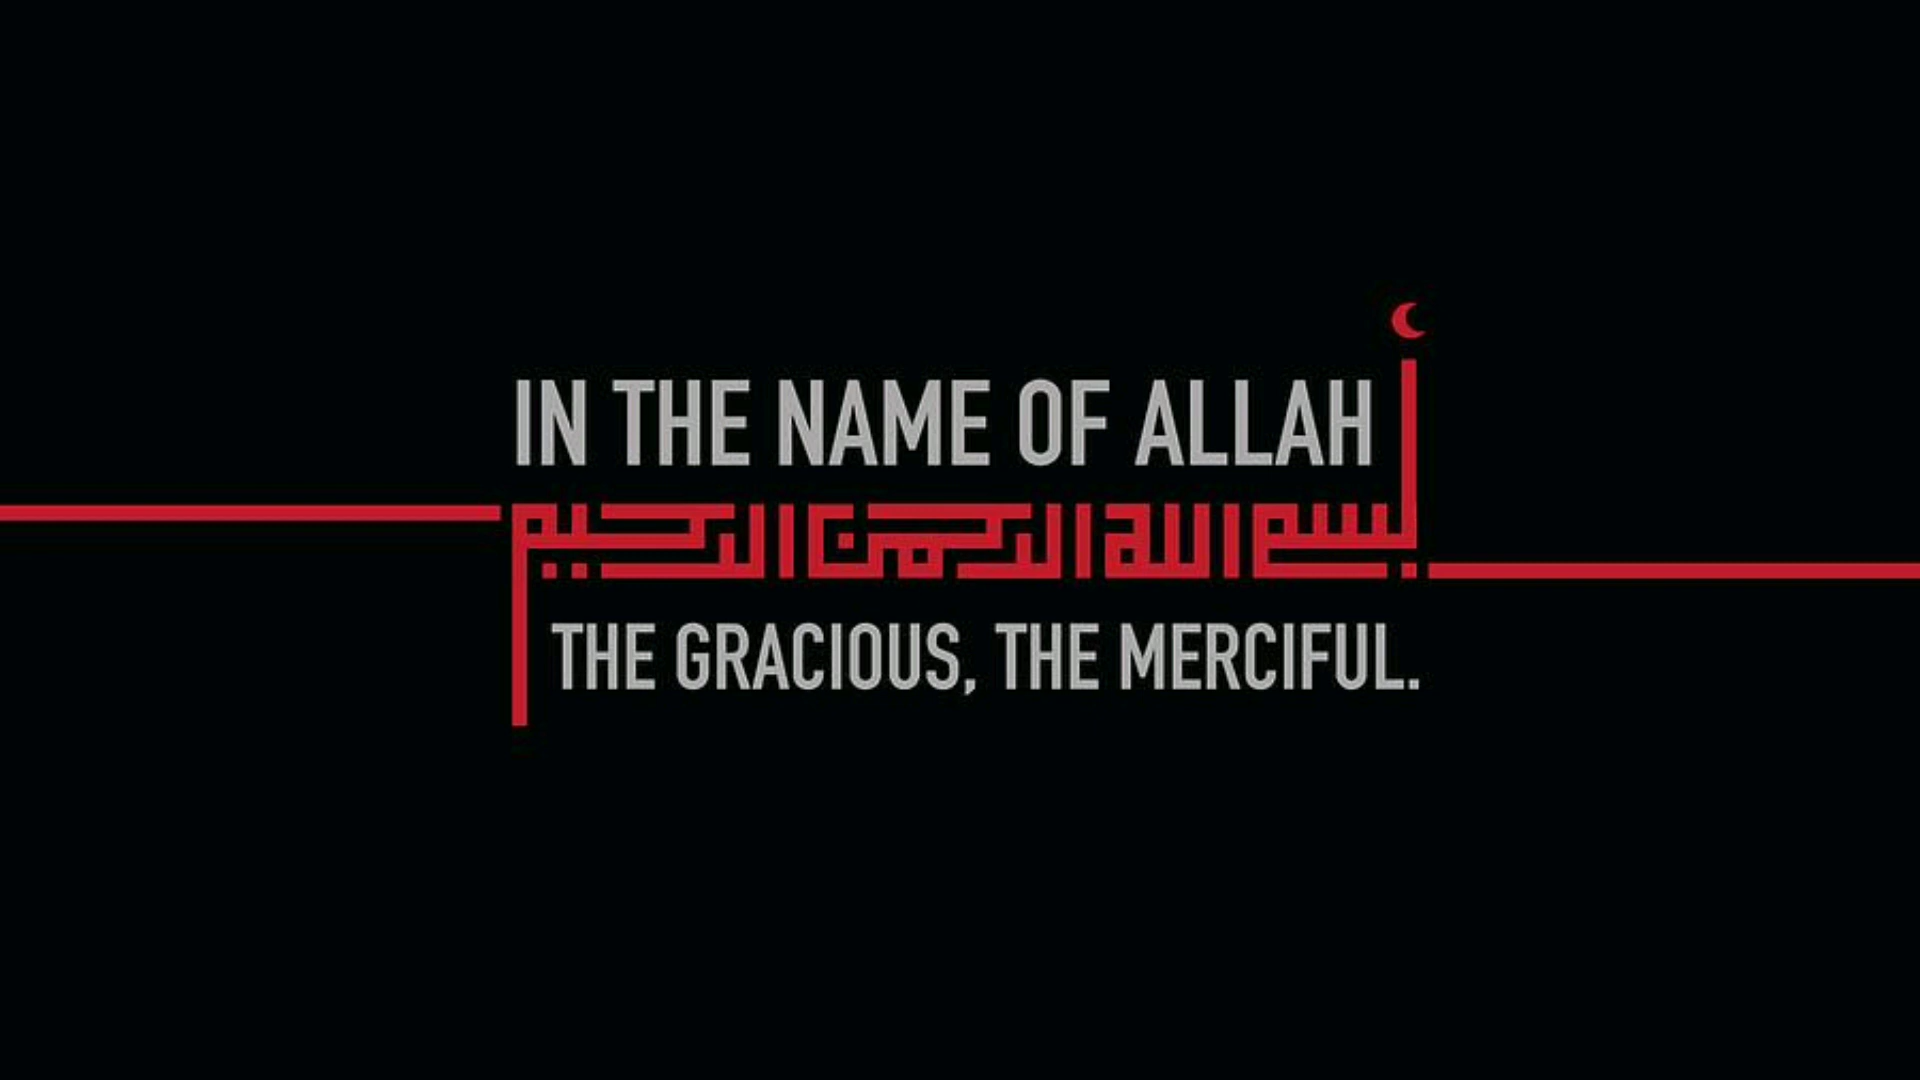 IN THE NAME OF ALLAH
بسم الله الرحمن الرحيم
THE GRACIOUS, THE MERCIFUL.